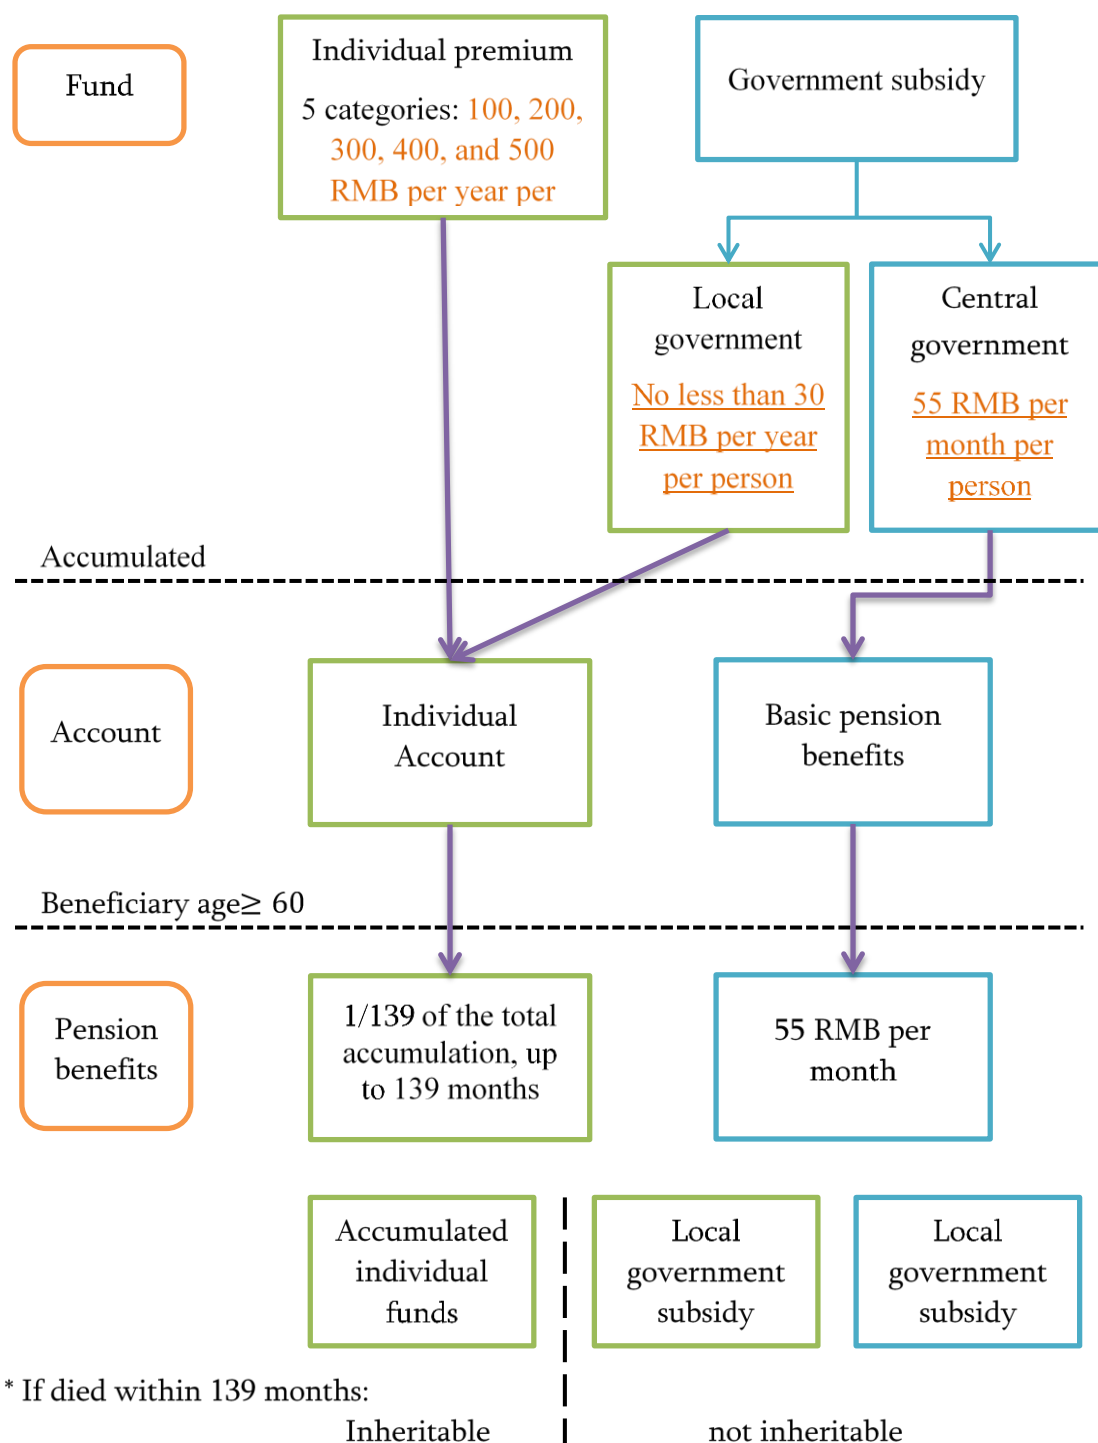 Fund
Individual premium
5 categories: 100, 200,
300, 400, and 500
RMB per year per
Government subsidy
Local
government
No less than 30
RMB per year
per person
Central
government
55 RMB per
month per
person
Accumulated
Account
Individual
Account
Basic pension
benefits
Beneficiary age≥ 60
Pension
benefits
1/139 of the total
accumulation, up
to 139 months
55 RMB per
month
Accumulated
individual
funds
Local
government
subsidy
Local
government
subsidy
* If died within 139 months:
Inheritable
not inheritable